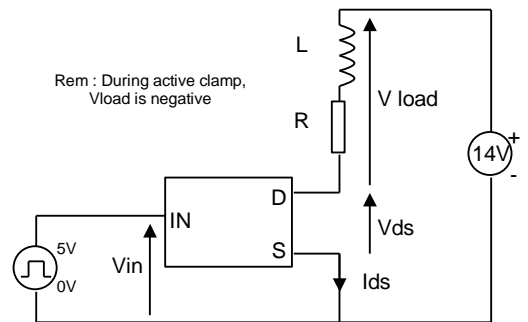 L
Rem : During active clamp,
Vload is negative
V load
R
14V
+
-
D
IN
Vds
S
5V
0V
Vin
Ids